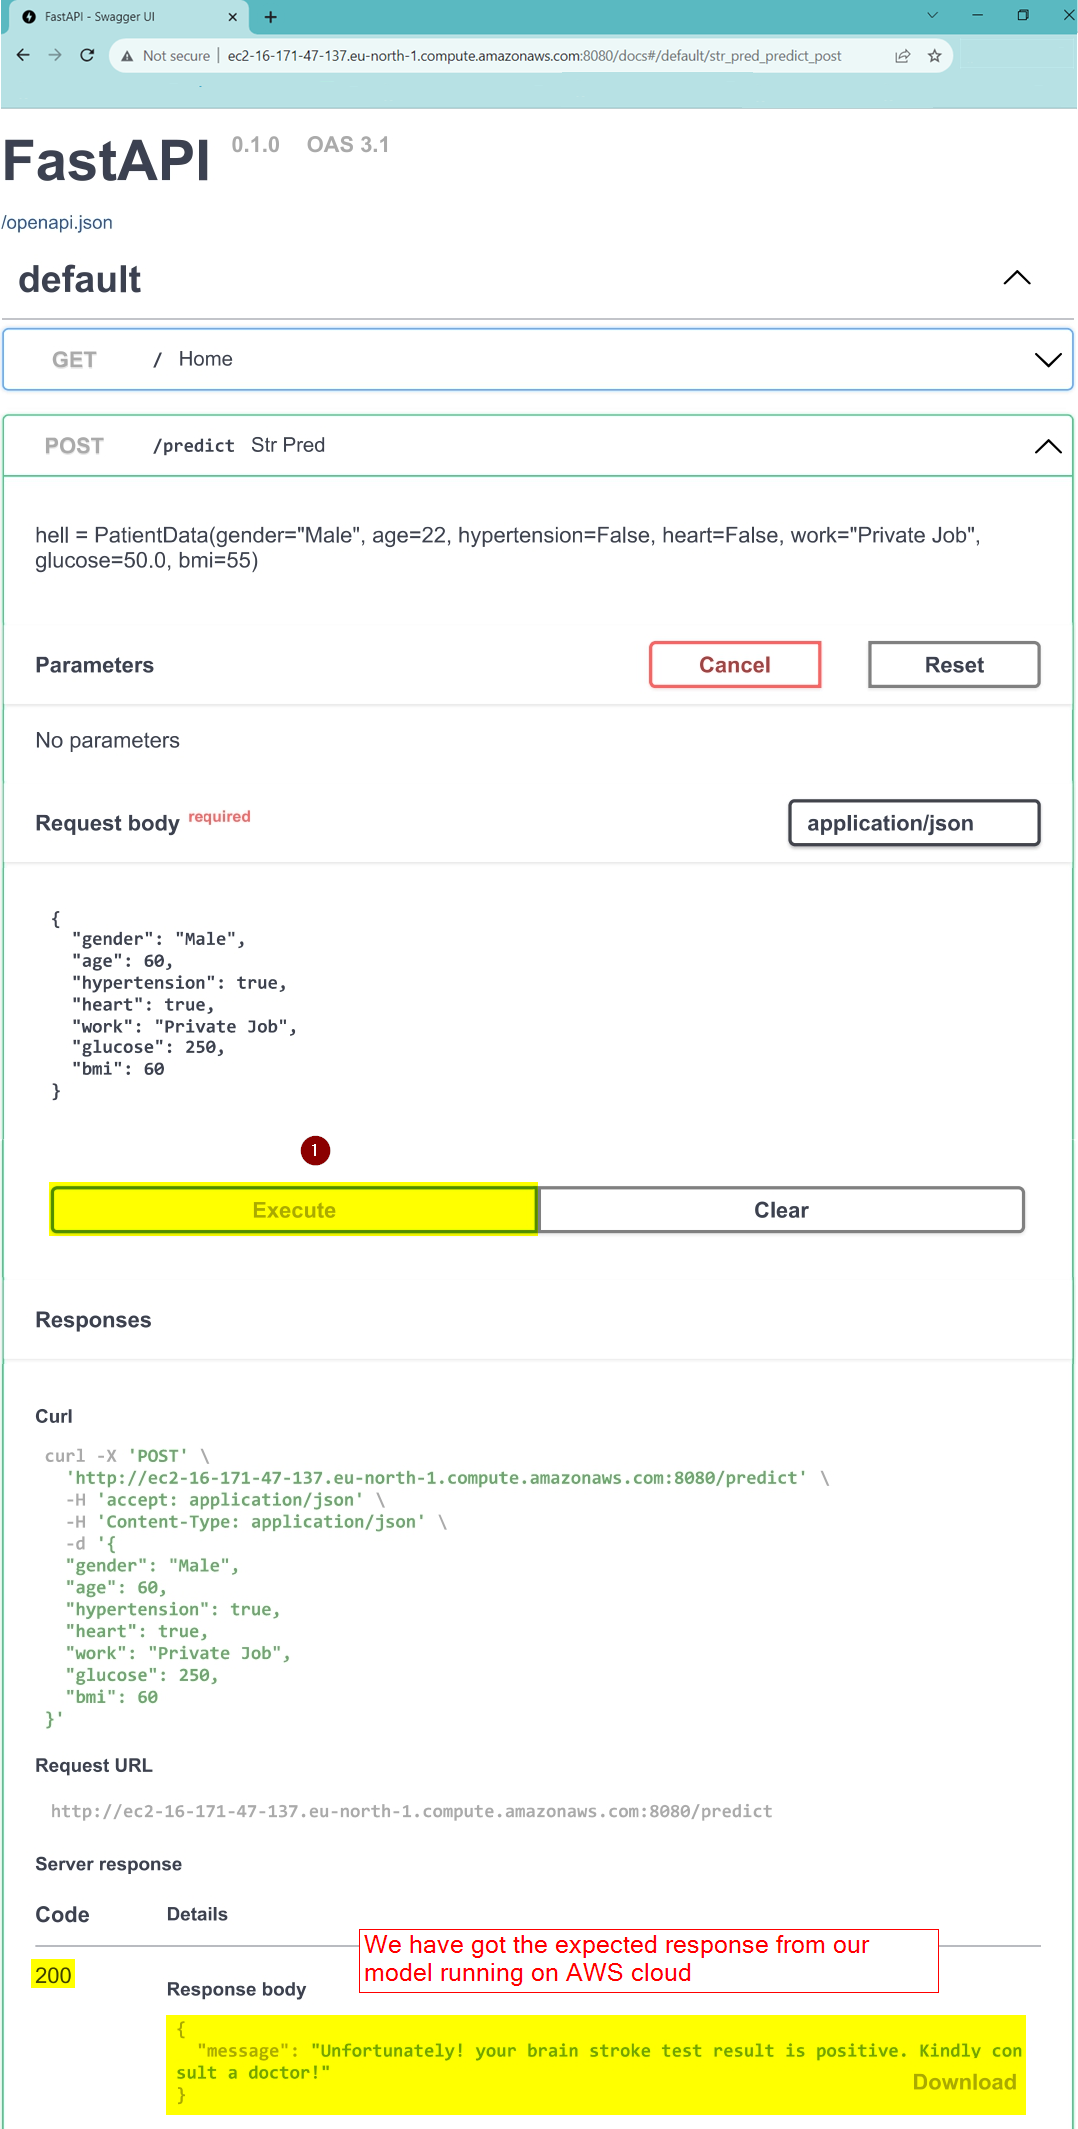 FastAPI - Swagger UI
Not secure | ec2-16-171-47-137.eu-north-1.compute.amazonaws.com:8080/docs#/default/str_pred_predict_post
FastAPI 0.1.0 OAS 3.1
/openapi.json
default
GET / Home
POST /predict Str Pred
hell = PatientData(gender="Male", age=22, hypertension=False, heart=False, work="Private Job",
glucose=50.0, bmi=55)
Parameters Cancel Reset
No parameters
Request body required application/json
{
  "gender": "Male",
  "age": 60,
  "hypertension": true,
  "heart": true,
  "work": "Private Job",
  "glucose": 250,
  "bmi": 60
}
1
Execute Clear
Responses
Curl
curl -X 'POST' \
  'http://ec2-16-171-47-137.eu-north-1.compute.amazonaws.com:8080/predict' \
  -H 'accept: application/json' \
  -H 'Content-Type: application/json' \
  -d '{
  "gender": "Male",
  "age": 60,
  "hypertension": true,
  "heart": true,
  "work": "Private Job",
  "glucose": 250,
  "bmi": 60
}'
Request URL
http://ec2-16-171-47-137.eu-north-1.compute.amazonaws.com:8080/predict
Server response
Code Details
We have got the expected response from our
model running on AWS cloud
200
Response body
{
  "message": "Unfortunately! your brain stroke test result is positive. Kindly con
sult a doctor!"
}
Download